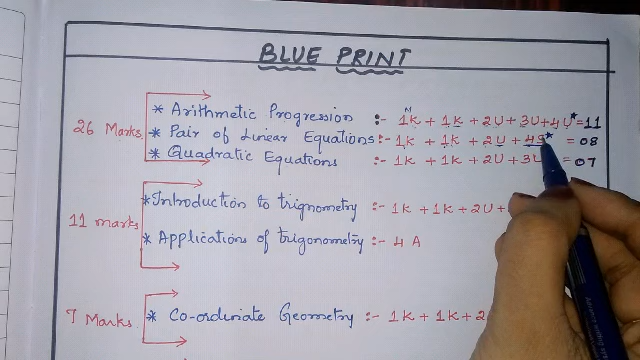 BLUE PRINT
* Arithmetic Progression :- 1K + 1K + 2U + 3U + 4U* = 11
26 Marks * Pair of Linear Equations :- 1K + 1K + 2U + 4S* = 08
* Quadratic Equations :- 1K + 1K + 2U + 3U = 07
* Introduction to trignometry :- 1K + 1K + 2U +
11 marks
* Applications of trigonometry :- 4 A
7 Marks * Co-ordinate Geometry :- 1K + 1K + 2